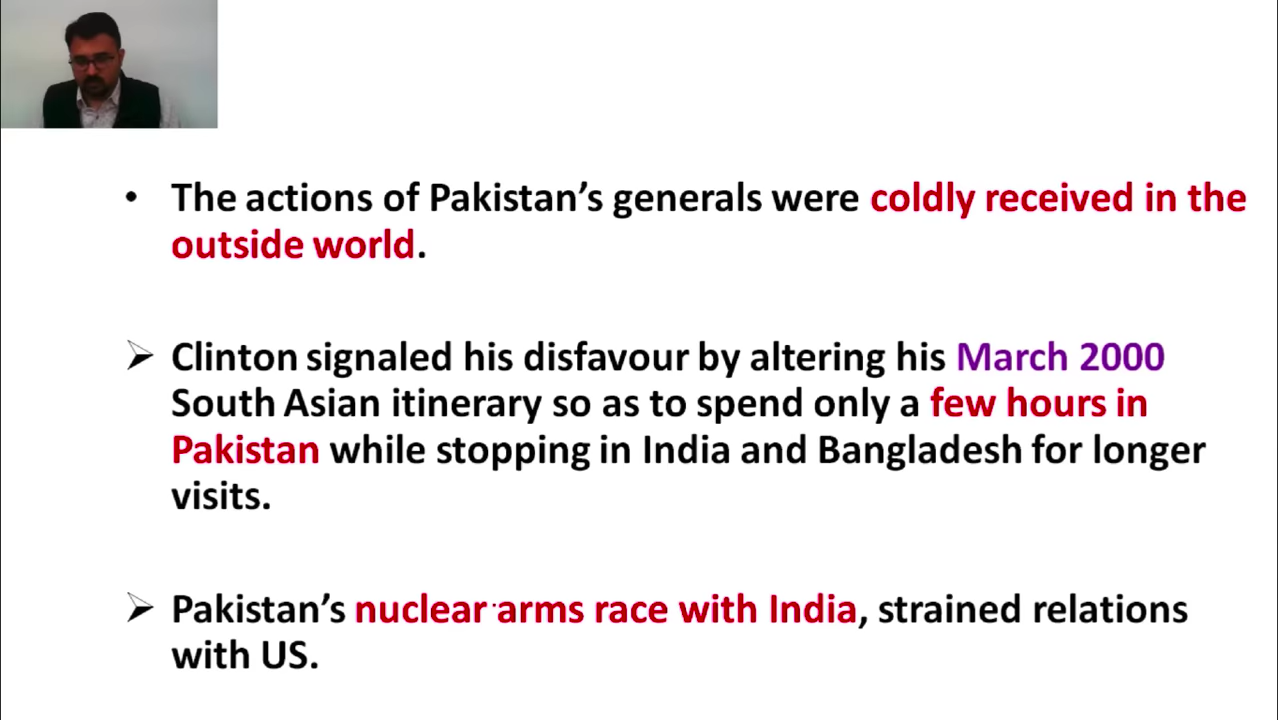 • The actions of Pakistan’s generals were coldly received in the
outside world.
➢ Clinton signaled his disfavour by altering his March 2000
South Asian itinerary so as to spend only a few hours in
Pakistan while stopping in India and Bangladesh for longer
visits.
➢ Pakistan’s nuclear arms race with India, strained relations
with US.